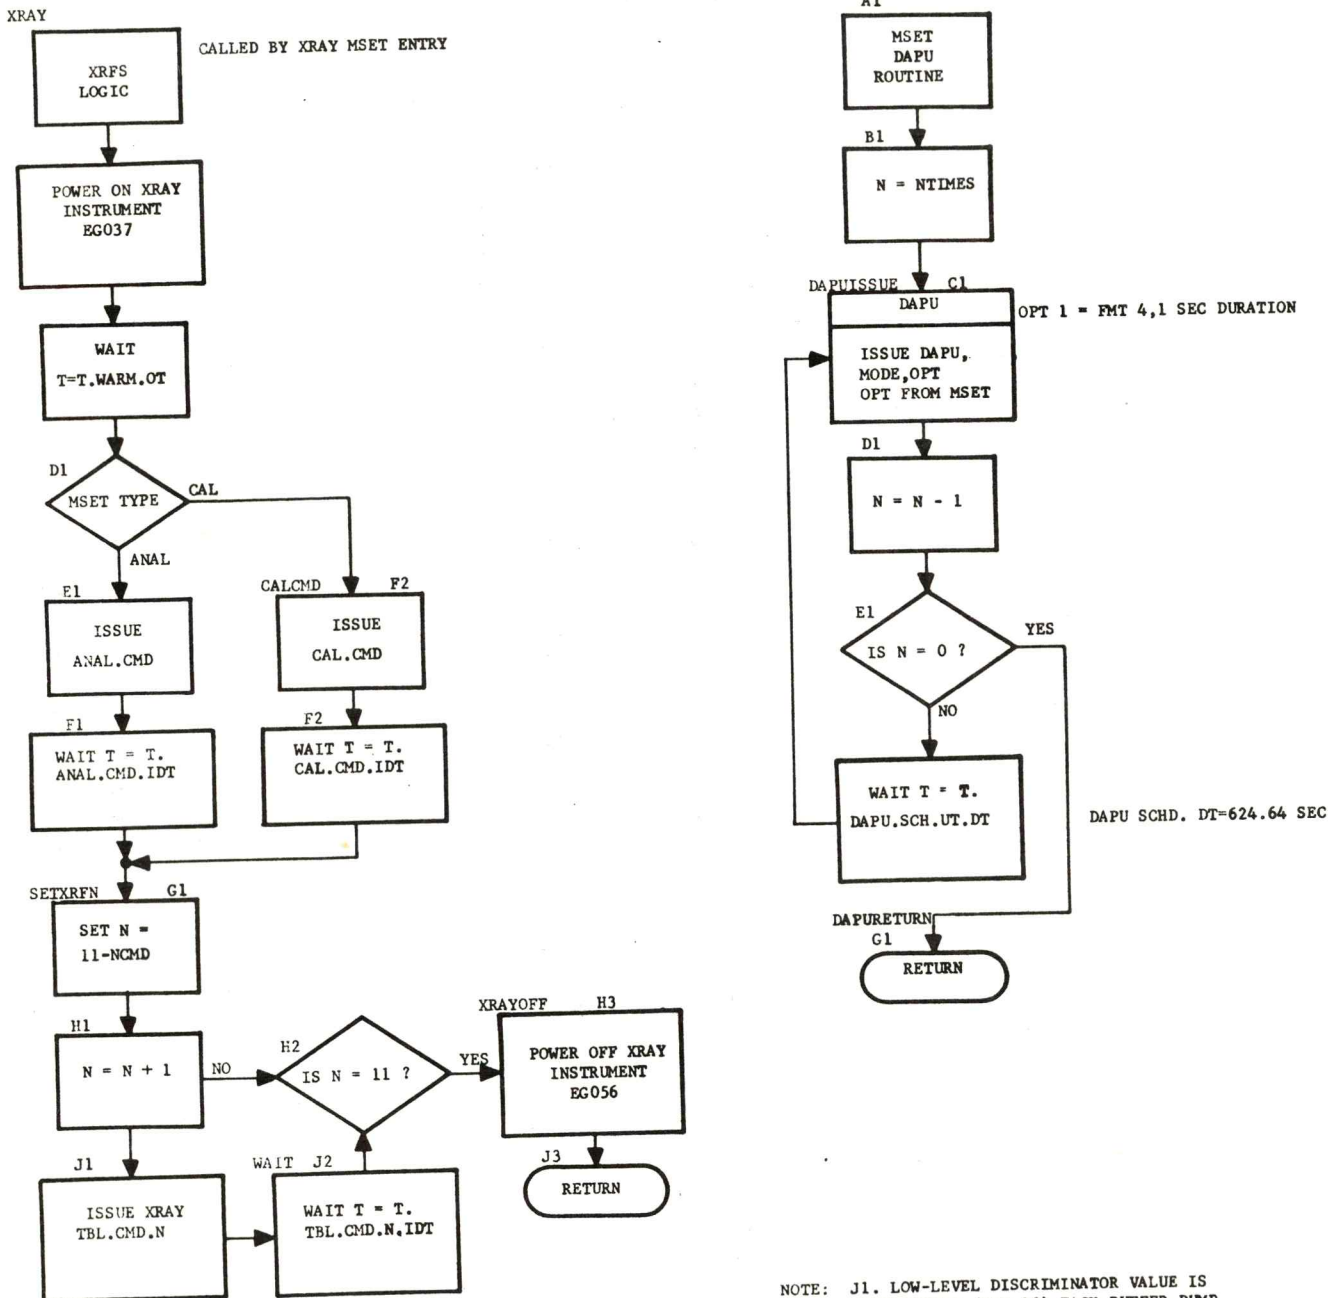 XRAY
XRFS
LOGIC
CALLED BY XRAY MSET ENTRY
POWER ON XRAY
INSTRUMENT
EG037
WAIT
T=T.WARM.OT
D1
MSET TYPE
CAL
ANAL
E1
ISSUE
ANAL.CMD
CALCMD
F2
ISSUE
CAL.CMD
F1
WAIT T = T.
ANAL.CMD.IDT
F2
WAIT T = T.
CAL.CMD.IDT
SETXRFN
G1
SET N =
11-NCMD
H1
N = N + 1
NO
H2
IS N = 11 ?
YES
XRAYOFF
H3
POWER OFF XRAY
INSTRUMENT
EG056
J1
ISSUE XRAY
TBL.CMD.N
WAIT
J2
WAIT T = T.
TBL.CMD.N.IDT
J3
RETURN
A1
MSET
DAPU
ROUTINE
B1
N = NTIMES
DAPUISSUE
C1
DAPU
OPT 1 = FMT 4,1 SEC DURATION
ISSUE DAPU,
MODE,OPT
OPT FROM MSET
D1
N = N - 1
E1
IS N = 0 ?
YES
NO
WAIT T = T.
DAPU.SCH.UT.DT
DAPU SCHD. DT=624.64 SEC
DAPURETURN
G1
RETURN
NOTE: J1. LOW-LEVEL DISCRIMINATOR VALUE IS